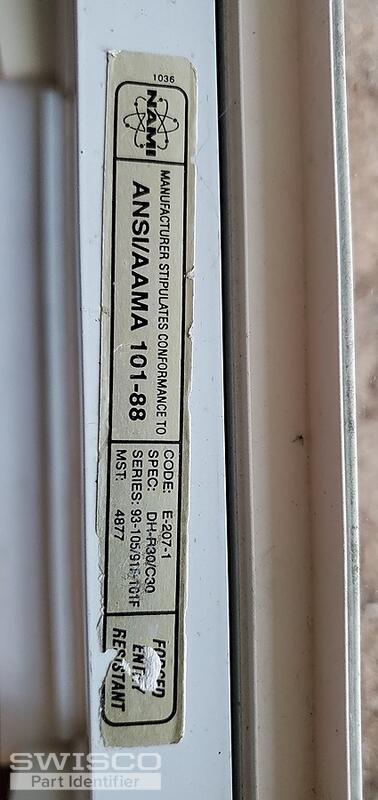 1036
NAMI
MANUFACTURER STIPULATES CONFORMANCE TO
ANSI/AAMA 101-88
CODE: E-207-1
SPEC: DH-R30/C30
SERIES: 93-105/916-101F
MST: 4877
FORCED
ENTRY
RESISTANT
SWISCO
Part Identifier